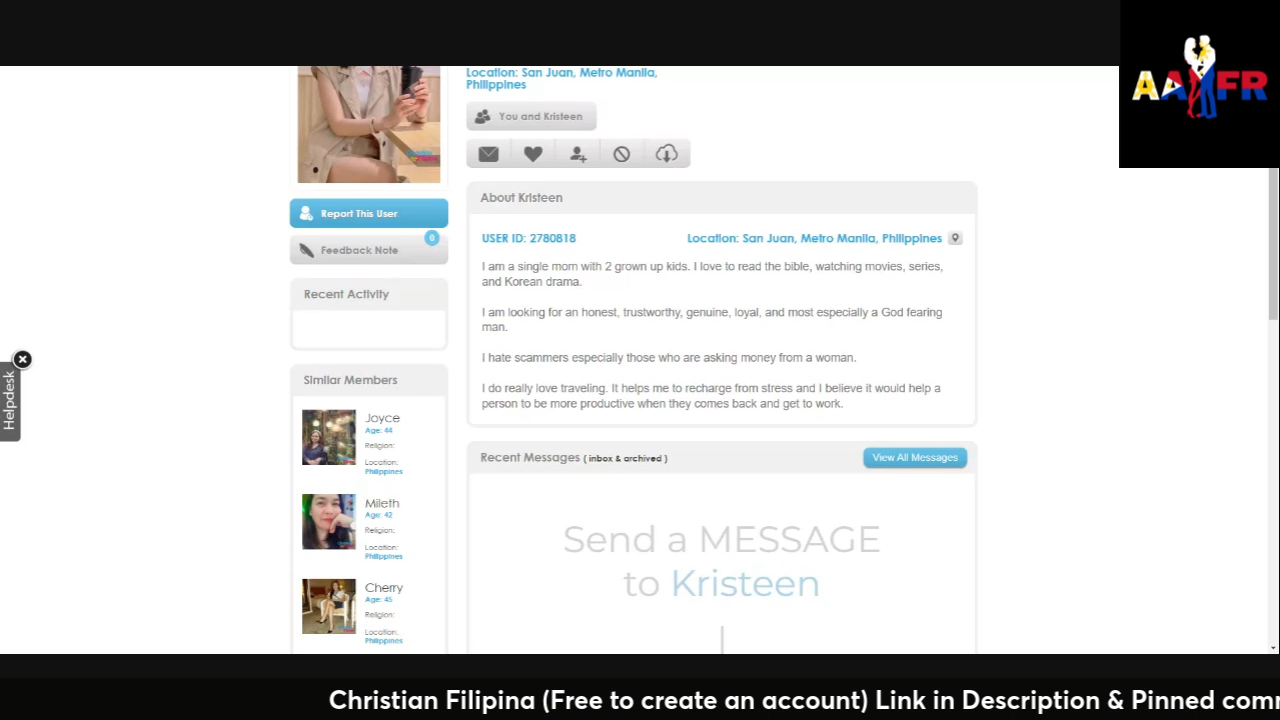 AAFR
Location: San Juan, Metro Manila,
Philippines
You and Kristeen
Report This User
0
Feedback Note
Recent Activity
Similar Members
Joyce
Age: 44
Religion:
Location:
Philippines
Mileth
Age: 42
Religion:
Location:
Philippines
Cherry
Age: 45
Religion:
Location:
Philippines
About Kristeen
USER ID: 2780818
Location: San Juan, Metro Manila, Philippines
I am a single mom with 2 grown up kids. I love to read the bible, watching movies, series,
and Korean drama.
I am looking for an honest, trustworthy, genuine, loyal, and most especially a God fearing
man.
I hate scammers especially those who are asking money from a woman.
I do really love traveling. It helps me to recharge from stress and I believe it would help a
person to be more productive when they comes back and get to work.
Recent Messages ( inbox & archived )
View All Messages
Send a MESSAGE
to Kristeen
Helpdesk
Christian Filipina (Free to create an account) Link in Description & Pinned com